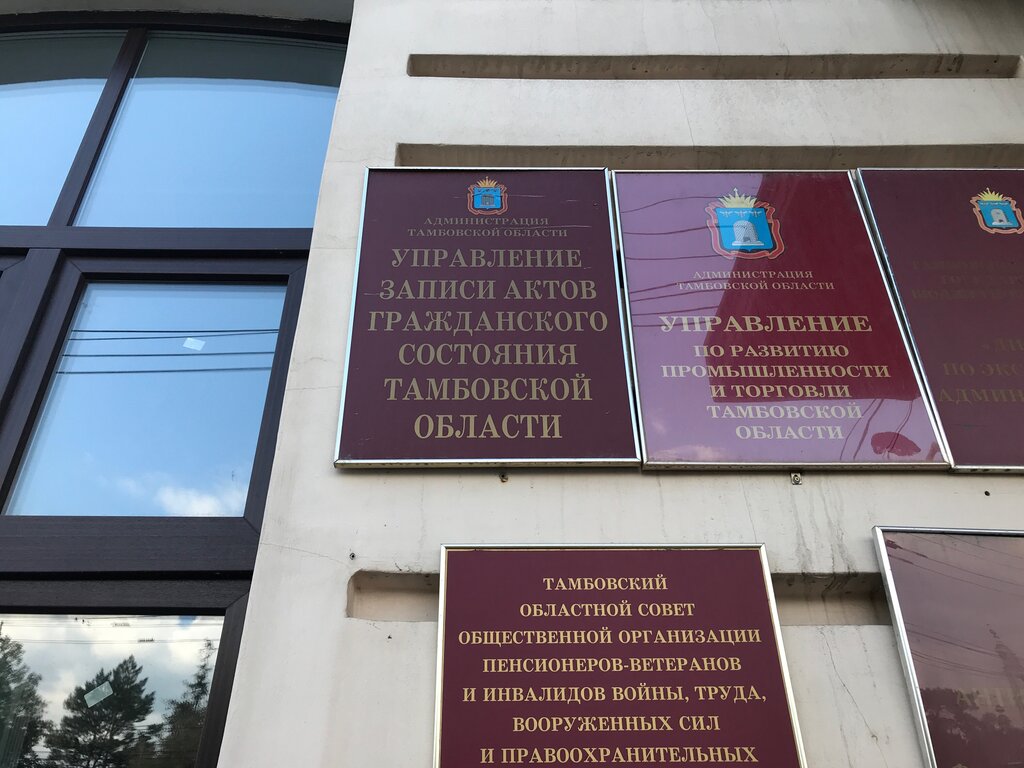 АДМИНИСТРАЦИЯ
ТАМБОВСКОЙ ОБЛАСТИ
УПРАВЛЕНИЕ
ЗАПИСИ АКТОВ
ГРАЖДАНСКОГО
СОСТОЯНИЯ
ТАМБОВСКОЙ
ОБЛАСТИ
АДМИНИСТРАЦИЯ
ТАМБОВСКОЙ ОБЛАСТИ
УПРАВЛЕНИЕ
ПО РАЗВИТИЮ
ПРОМЫШЛЕННОСТИ
И ТОРГОВЛИ
ТАМБОВСКОЙ
ОБЛАСТИ
ПО
ТАМБОВСКИЙ
ОБЛАСТНОЙ СОВЕТ
ОБЩЕСТВЕННОЙ ОРГАНИЗАЦИИ
ПЕНСИОНЕРОВ-ВЕТЕРАНОВ
И ИНВАЛИДОВ ВОЙНЫ, ТРУДА,
ВООРУЖЕННЫХ СИЛ
И ПРАВООХРАНИТЕЛЬНЫХ